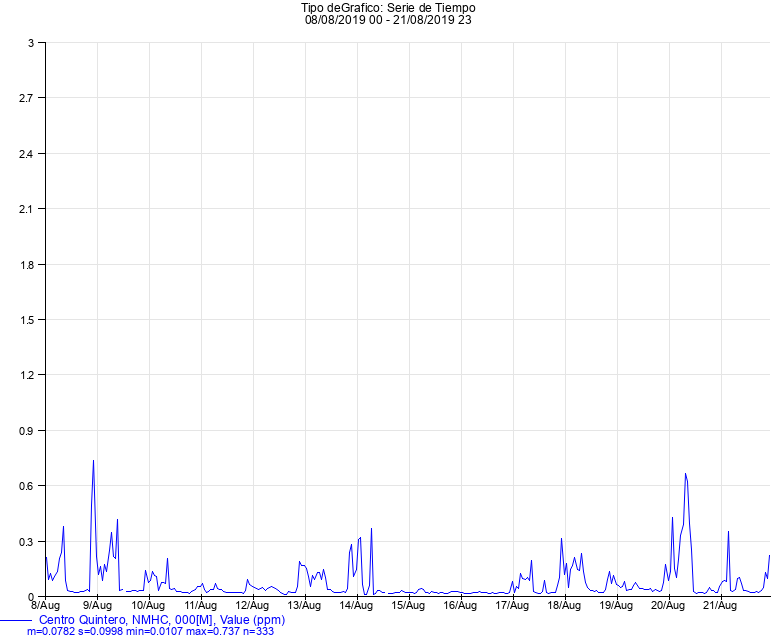 Tipo deGrafico: Serie de Tiempo
08/08/2019 00 - 21/08/2019 23
3
2.7
2.4
2.1
1.8
1.5
1.2
0.9
0.6
0.3
0
8/Aug 9/Aug 10/Aug 11/Aug 12/Aug 13/Aug 14/Aug 15/Aug 16/Aug 17/Aug 18/Aug 19/Aug 20/Aug 21/Aug
Centro Quintero, NMHC, 000[M], Value (ppm)
m=0.0782 s=0.0998 min=0.0107 max=0.737 n=333